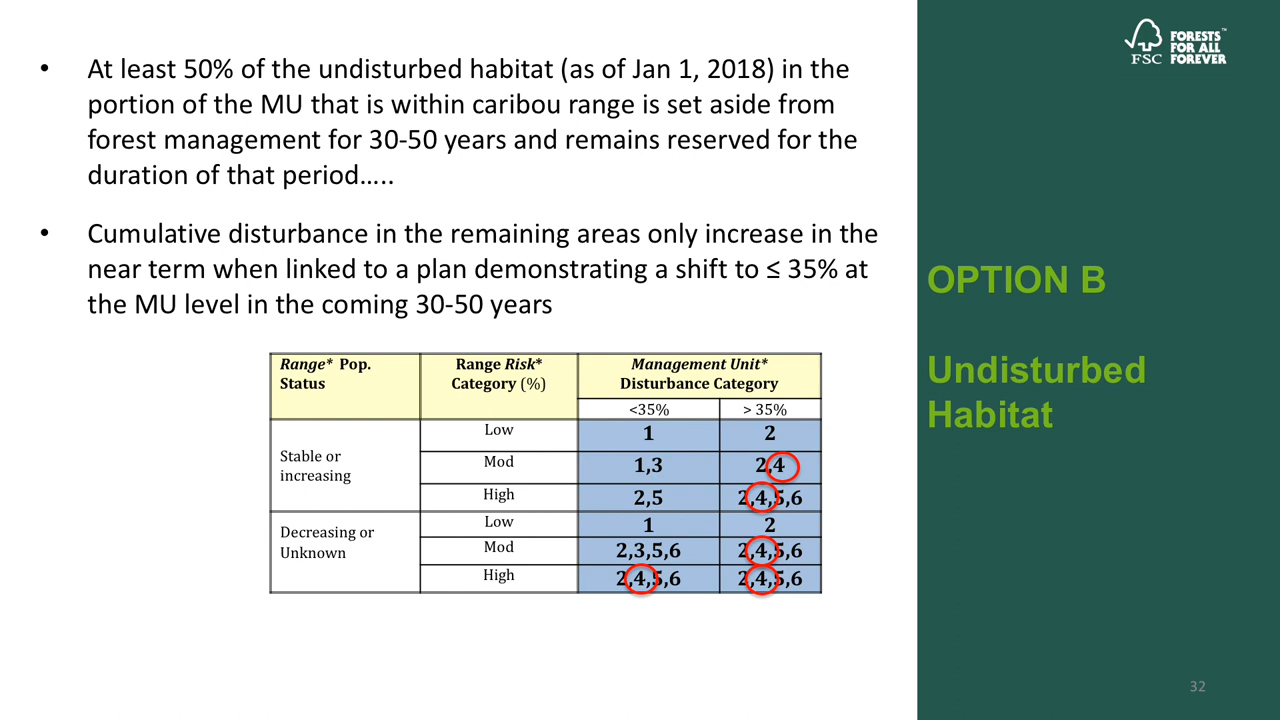 • At least 50% of the undisturbed habitat (as of Jan 1, 2018) in the
portion of the MU that is within caribou range is set aside from
forest management for 30-50 years and remains reserved for the
duration of that period…..
• Cumulative disturbance in the remaining areas only increase in the
near term when linked to a plan demonstrating a shift to ≤ 35% at
the MU level in the coming 30-50 years
Range* Pop.
Status
Range Risk*
Category (%)
Management Unit*
Disturbance Category
<35%
> 35%
Stable or
increasing
Low
1
2
Mod
1,3
2,4
High
2,5
2,4,5,6
Decreasing or
Unknown
Low
1
2
Mod
2,3,5,6
2,4,5,6
High
2,4,5,6
2,4,5,6
FSC
FORESTS™
FOR ALL
FOREVER
OPTION B
Undisturbed
Habitat
32